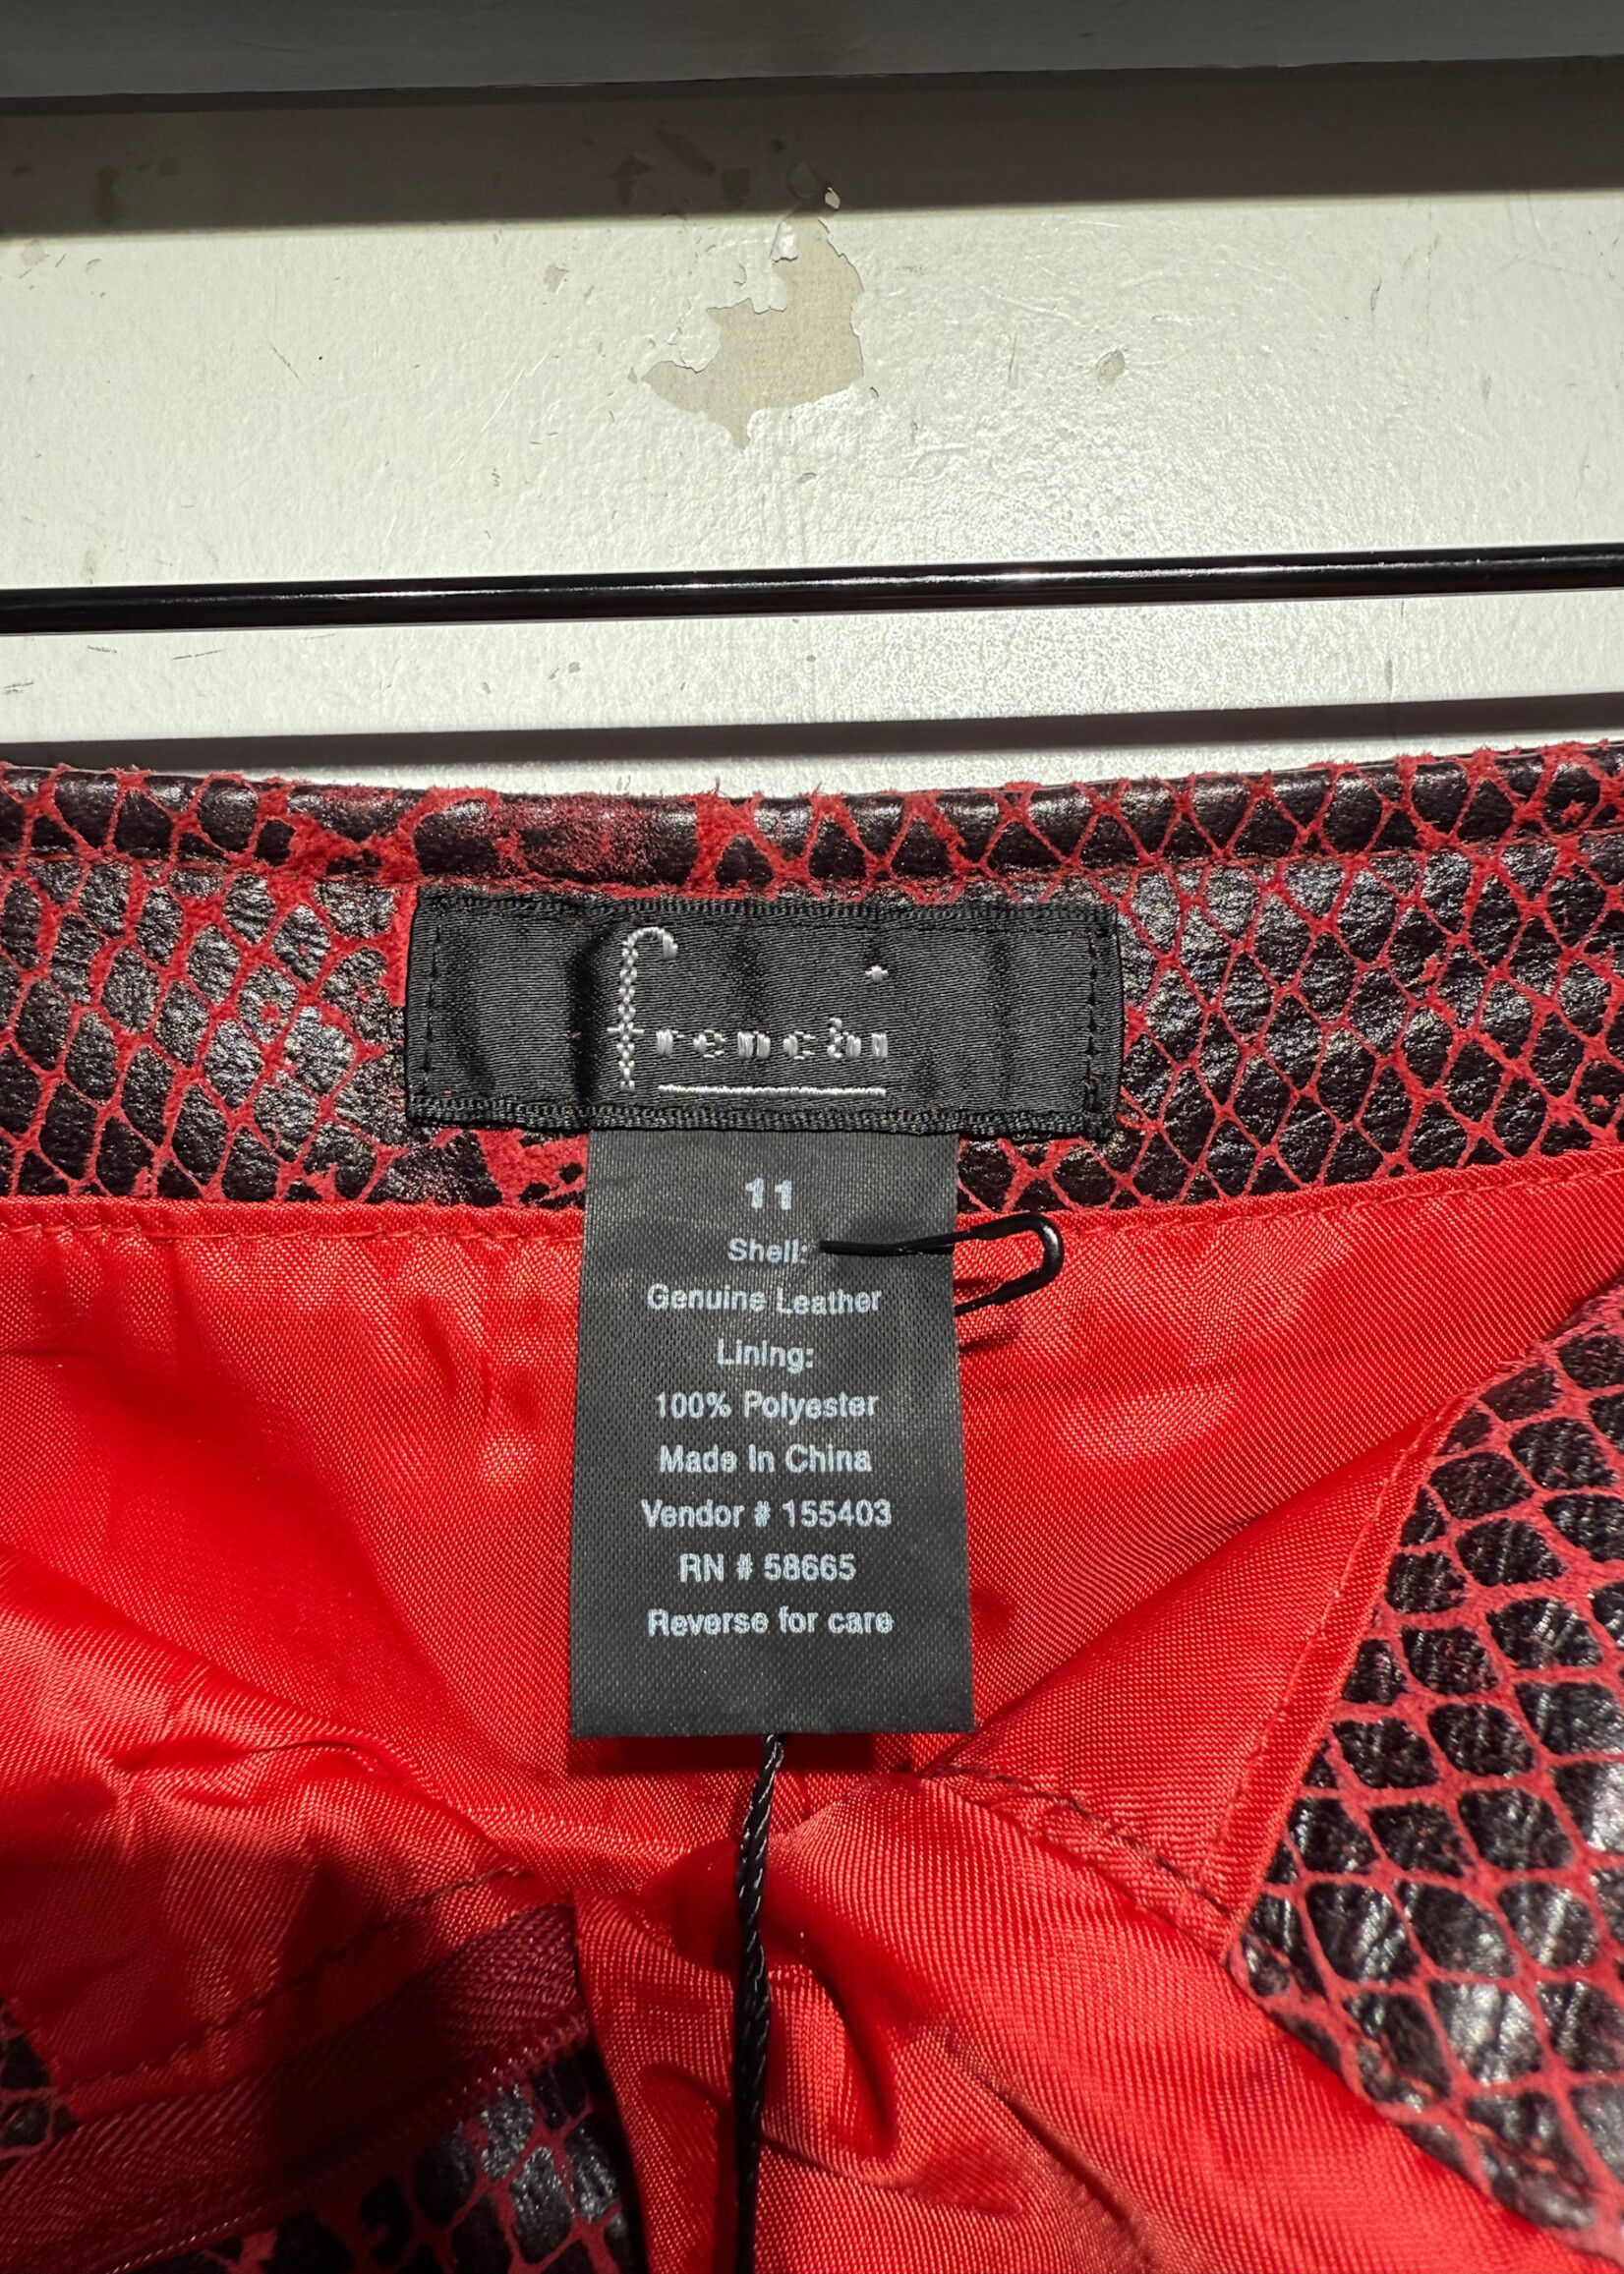 frenchi
11
Shell:
Genuine Leather
Lining:
100% Polyester
Made In China
Vendor # 155403
RN # 58665
Reverse for care